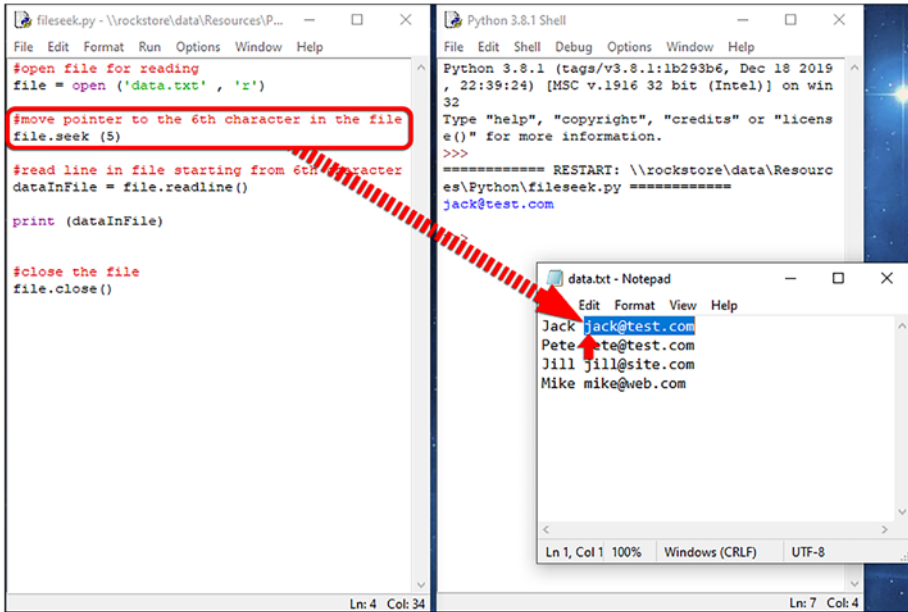 fileseek.py - \\rockstore\data\Resources\P...
File Edit Format Run Options Window Help
#open file for reading
file = open ('data.txt' , 'r')
#move pointer to the 6th character in the file
file.seek (5)
#read line in file starting from 6th character
dataInFile = file.readline()
print (dataInFile)
#close the file
file.close()
Ln: 4 Col: 34
Python 3.8.1 Shell
File Edit Shell Debug Options Window Help
Python 3.8.1 (tags/v3.8.1:1b293b6, Dec 18 2019
, 22:39:24) [MSC v.1916 32 bit (Intel)] on win
32
Type "help", "copyright", "credits" or "licens
e()" for more information.
>>>
============ RESTART: \\rockstore\data\Resourc
es\Python\fileseek.py ============
jack@test.com
Ln: 7 Col: 4
data.txt - Notepad
Edit Format View Help
Jack jack@test.com
Pete pete@test.com
Jill jill@site.com
Mike mike@web.com
Ln 1, Col 1 100% Windows (CRLF) UTF-8